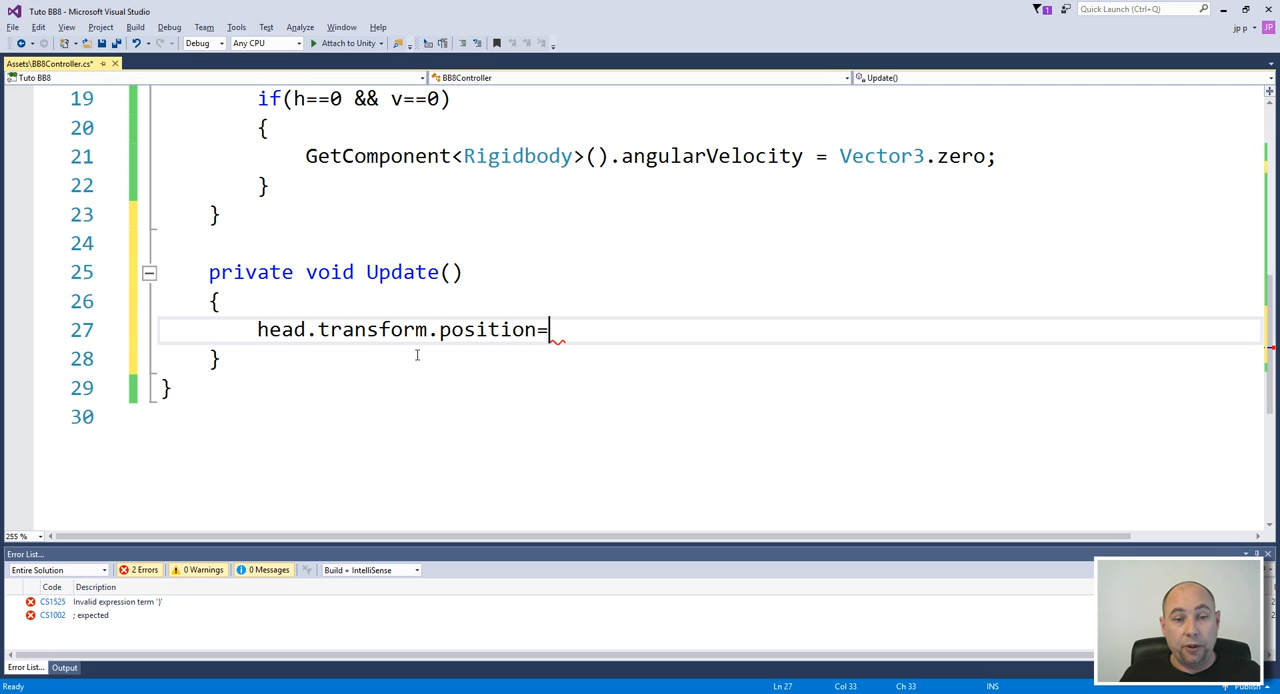 Tuto BB8 - Microsoft Visual Studio
1
Quick Launch (Ctrl+Q)
File Edit View Project Build Debug Team Tools Test Analyze Window Help
jp p JP
Debug Any CPU Attach to Unity
Assets\BB8Controller.cs*
Tuto BB8 BB8Controller Update()
19 if(h==0 && v==0)
20 {
21 GetComponent<Rigidbody>().angularVelocity = Vector3.zero;
22 }
23 }
24
25 private void Update()
26 {
27 head.transform.position=
28 }
29 }
30
255 %
Error List...
Entire Solution 2 Errors 0 Warnings 0 Messages Build + IntelliSense
Code Description
CS1525 Invalid expression term '}'
CS1002 ; expected
Error List... Output
Ready Ln 27 Col 33 Ch 33 INS Publish